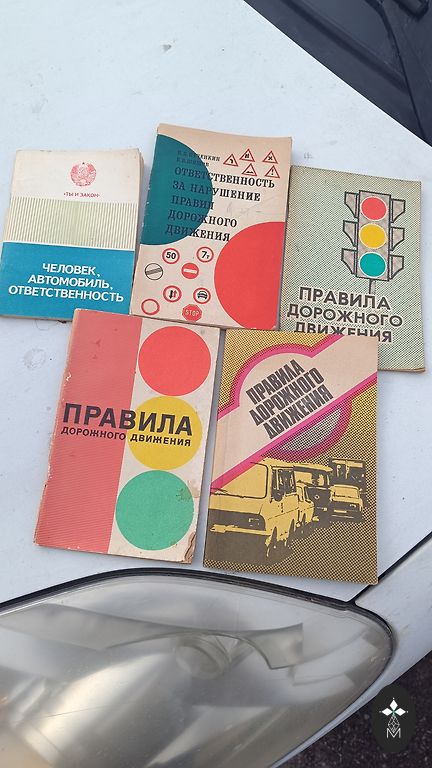 «ТЫ И ЗАКОН»
ЧЕЛОВЕК,
АВТОМОБИЛЬ,
ОТВЕТСТВЕННОСТЬ
ОТВЕТСТВЕННОСТЬ
ЗА НАРУШЕНИЕ
ПРАВИЛ
ДОРОЖНОГО
ДВИЖЕНИЯ
50
STOP
ПРАВИЛА
ДОРОЖНОГО
ДВИЖЕНИЯ
ПРАВИЛА
ДОРОЖНОГО ДВИЖЕНИЯ
ПРАВИЛА
ДОРОЖНОГО
ДВИЖЕНИЯ
M